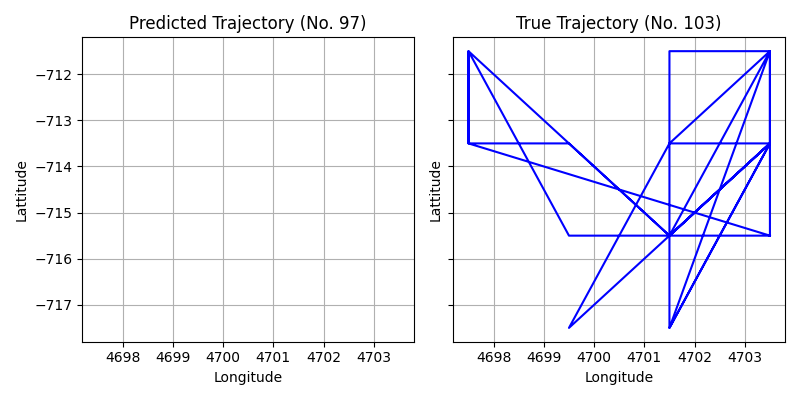 Predicted Trajectory (No. 97)
−712
−713
−714
−715
−716
−717
Lattitude
4698 4699 4700 4701 4702 4703
Longitude
True Trajectory (No. 103)
Lattitude
4698 4699 4700 4701 4702 4703
Longitude